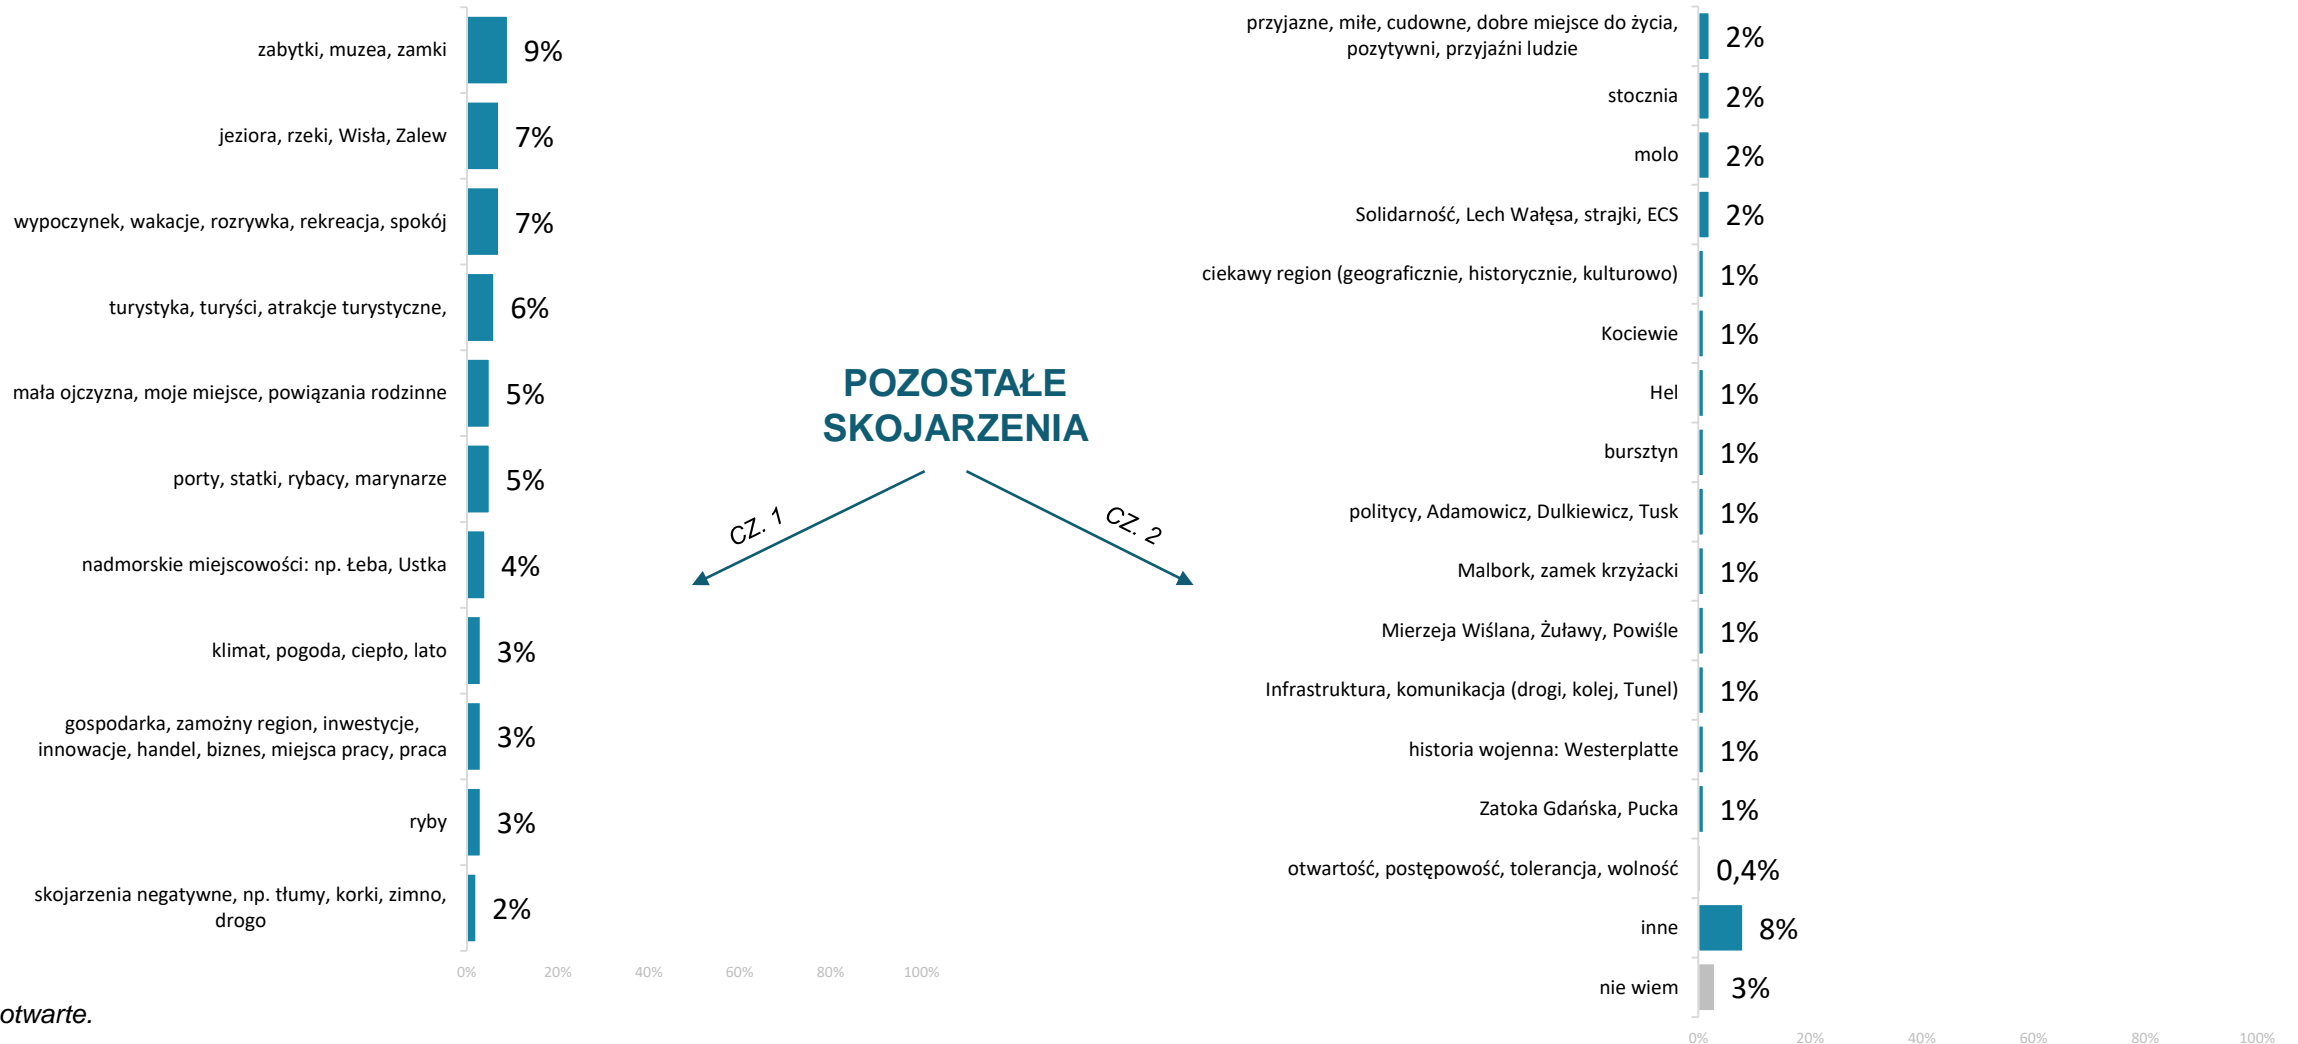 zabytki, muzea, zamki 9%
jeziora, rzeki, Wisła, Zalew 7%
wypoczynek, wakacje, rozrywka, rekreacja, spokój 7%
turystyka, turyści, atrakcje turystyczne, 6%
mała ojczyzna, moje miejsce, powiązania rodzinne 5%
porty, statki, rybacy, marynarze 5%
nadmorskie miejscowości: np. Łeba, Ustka 4%
klimat, pogoda, ciepło, lato 3%
gospodarka, zamożny region, inwestycje,
innowacje, handel, biznes, miejsca pracy, praca 3%
ryby 3%
skojarzenia negatywne, np. tłumy, korki, zimno,
drogo 2%
0% 20% 40% 60% 80% 100%
otwarte.
POZOSTAŁE
SKOJARZENIA
CZ. 1
CZ. 2
przyjazne, miłe, cudowne, dobre miejsce do życia,
pozytywni, przyjaźni ludzie 2%
stocznia 2%
molo 2%
Solidarność, Lech Wałęsa, strajki, ECS 2%
ciekawy region (geograficznie, historycznie, kulturowo) 1%
Kociewie 1%
Hel 1%
bursztyn 1%
politycy, Adamowicz, Dulkiewicz, Tusk 1%
Malbork, zamek krzyżacki 1%
Mierzeja Wiślana, Żuławy, Powiśle 1%
Infrastruktura, komunikacja (drogi, kolej, Tunel) 1%
historia wojenna: Westerplatte 1%
Zatoka Gdańska, Pucka 1%
otwartość, postępowość, tolerancja, wolność 0,4%
inne 8%
nie wiem 3%
0% 20% 40% 60% 80% 100%